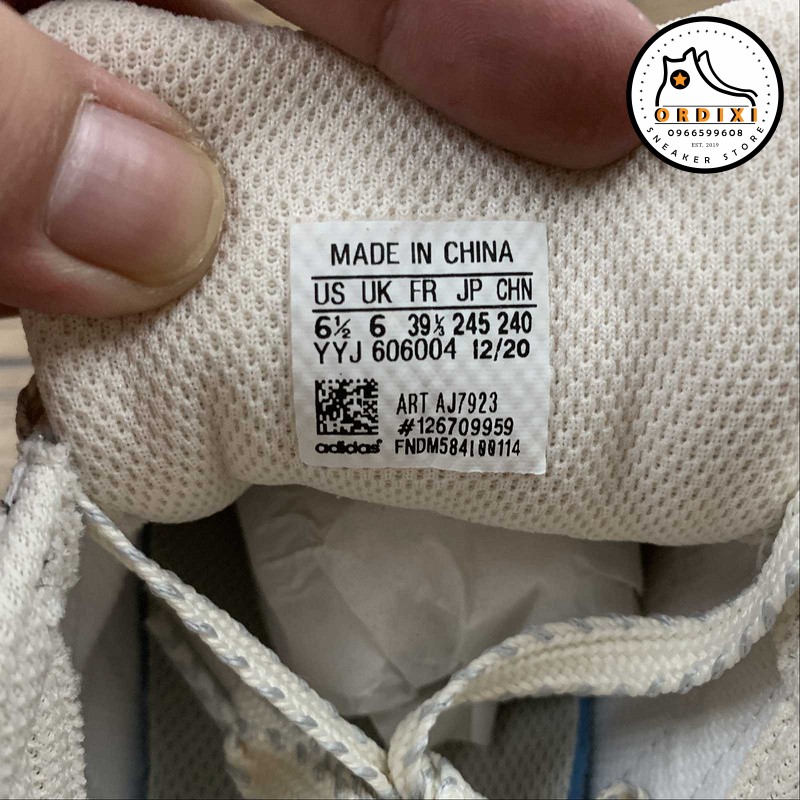 ORDIXI
0966599608
EST. 2019
SNEAKER STORE
MADE IN CHINA
US UK FR JP CHN
6½ 6 39⅓ 245 240
YYJ 606004 12/20
ART AJ7923
#126709959
adidas FNDM584100114